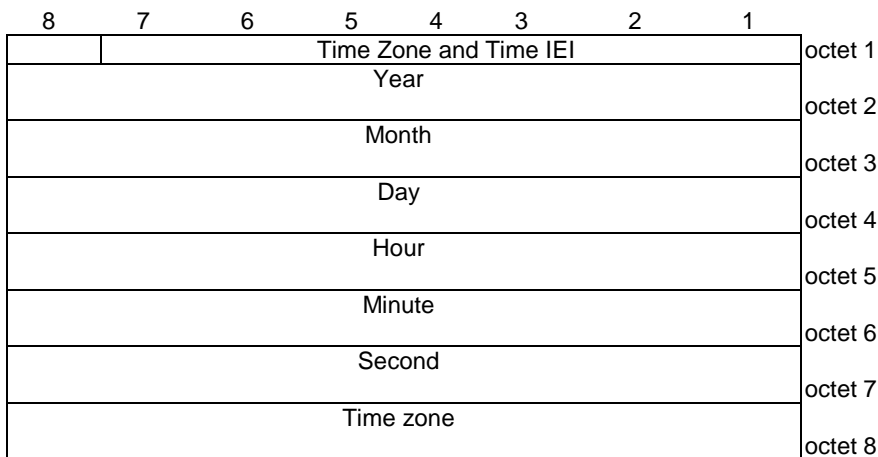 8 7 6 5 4 3 2 1
Time Zone and Time IEI octet 1
Year
octet 2
Month
octet 3
Day
octet 4
Hour
octet 5
Minute
octet 6
Second
octet 7
Time zone
octet 8